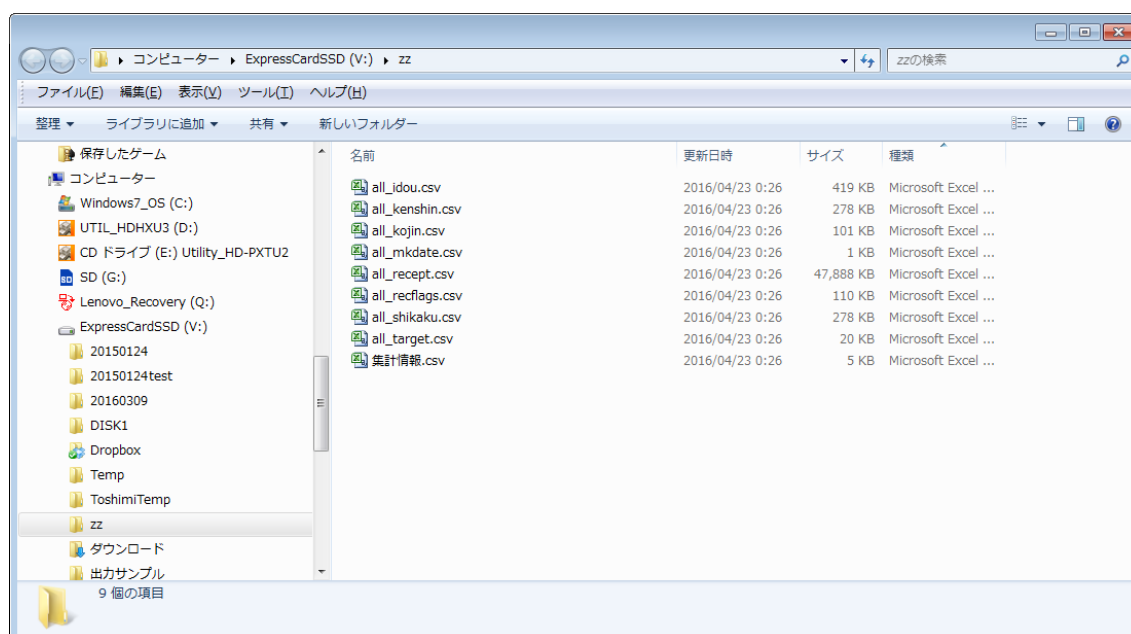 コンピューター ExpressCardSSD (V:) zz
zzの検索
ファイル(F) 編集(E) 表示(V) ツール(T) ヘルプ(H)
整理 ライブラリに追加 共有 新しいフォルダー
保存したゲーム
コンピューター
Windows7_OS (C:)
UTIL_HDHXU3 (D:)
CD ドライブ (E:) Utility_HD-PXTU2
SD (G:)
Lenovo_Recovery (Q:)
ExpressCardSSD (V:)
20150124
20150124test
20160309
DISK1
Dropbox
Temp
ToshimiTemp
zz
ダウンロード
出力サンプル
名前 更新日時 サイズ 種類
all_idou.csv 2016/04/23 0:26 419 KB Microsoft Excel ...
all_kenshin.csv 2016/04/23 0:26 278 KB Microsoft Excel ...
all_kojin.csv 2016/04/23 0:26 101 KB Microsoft Excel ...
all_mkdate.csv 2016/04/23 0:26 1 KB Microsoft Excel ...
all_recept.csv 2016/04/23 0:26 47,888 KB Microsoft Excel ...
all_recflags.csv 2016/04/23 0:26 110 KB Microsoft Excel ...
all_shikaku.csv 2016/04/23 0:26 278 KB Microsoft Excel ...
all_target.csv 2016/04/23 0:26 20 KB Microsoft Excel ...
集計情報.csv 2016/04/23 0:26 5 KB Microsoft Excel ...
9 個の項目